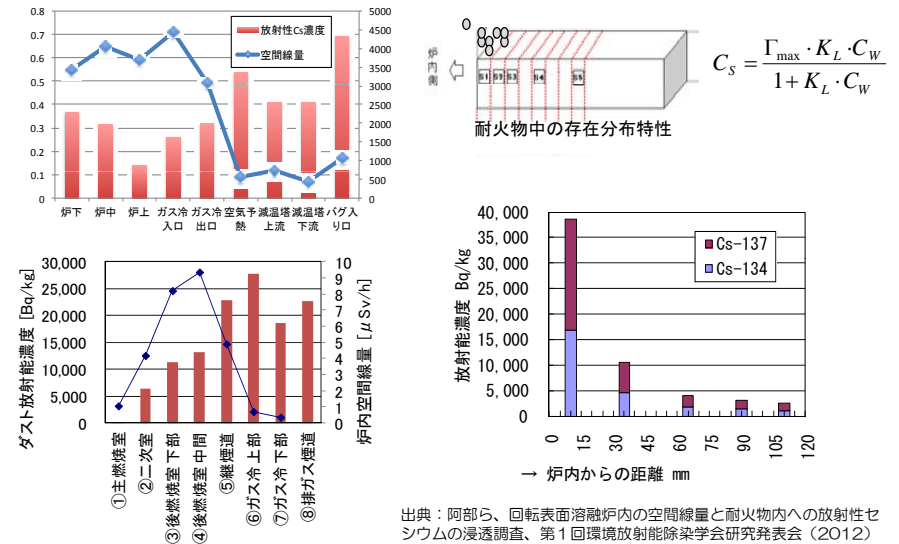 0.8
0.7
0.6
0.5
0.4
0.3
0.2
0.1
0
5000
4500
4000
3500
3000
2500
2000
1500
1000
500
0
放射性Cs濃度
空間線量
炉下 炉中 炉上 ガス冷入口 ガス冷出口 空気予熱 減温塔上流 減温塔下流 バグ入り口
炉内側
S1 S2 S3 S4 S5
耐火物中の存在分布特性
C_S = Γmax · K_L · C_W / 1 + K_L · C_W
ダスト放射能濃度 [Bq/kg]
30,000
25,000
20,000
15,000
10,000
5,000
0
10
9
8
7
6
5
4
3
2
1
0
炉内空間線量 [μSv/h]
①主燃焼室
②二次室
③後燃焼室下部
④後燃焼室中間
⑤継煙道
⑥ガス冷上部
⑦ガス冷下部
⑧排ガス煙道
放射能濃度 Bq/kg
40,000
35,000
30,000
25,000
20,000
15,000
10,000
5,000
0
Cs-137
Cs-134
0 15 30 45 60 75 90 105 120
→ 炉内からの距離 mm
出典：阿部ら、回転表面溶融炉内の空間線量と耐火物内への放射性セ
シウムの浸透調査、第１回環境放射能除染学会研究発表会（2012）